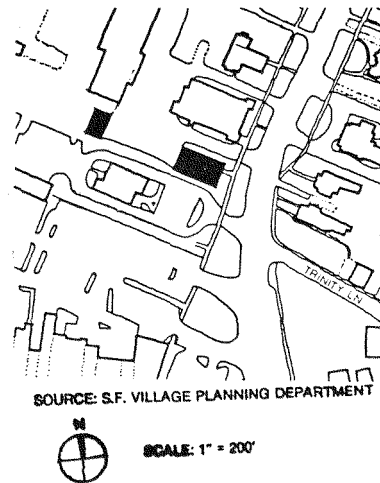 TRINITY LN
SOURCE: S.F. VILLAGE PLANNING DEPARTMENT
N
SCALE: 1" = 200'